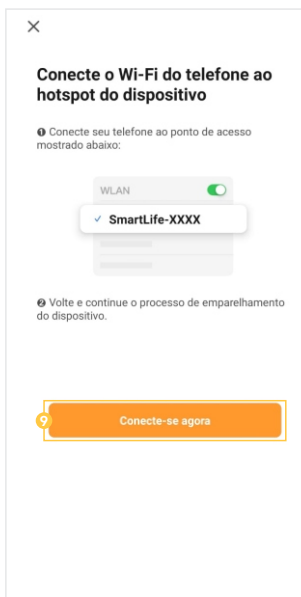 Conecte o Wi-Fi do telefone ao
hotspot do dispositivo
❶ Conecte seu telefone ao ponto de acesso
mostrado abaixo:
WLAN
✓ SmartLife-XXXX
❷ Volte e continue o processo de emparelhamento
do dispositivo.
9 Conecte-se agora